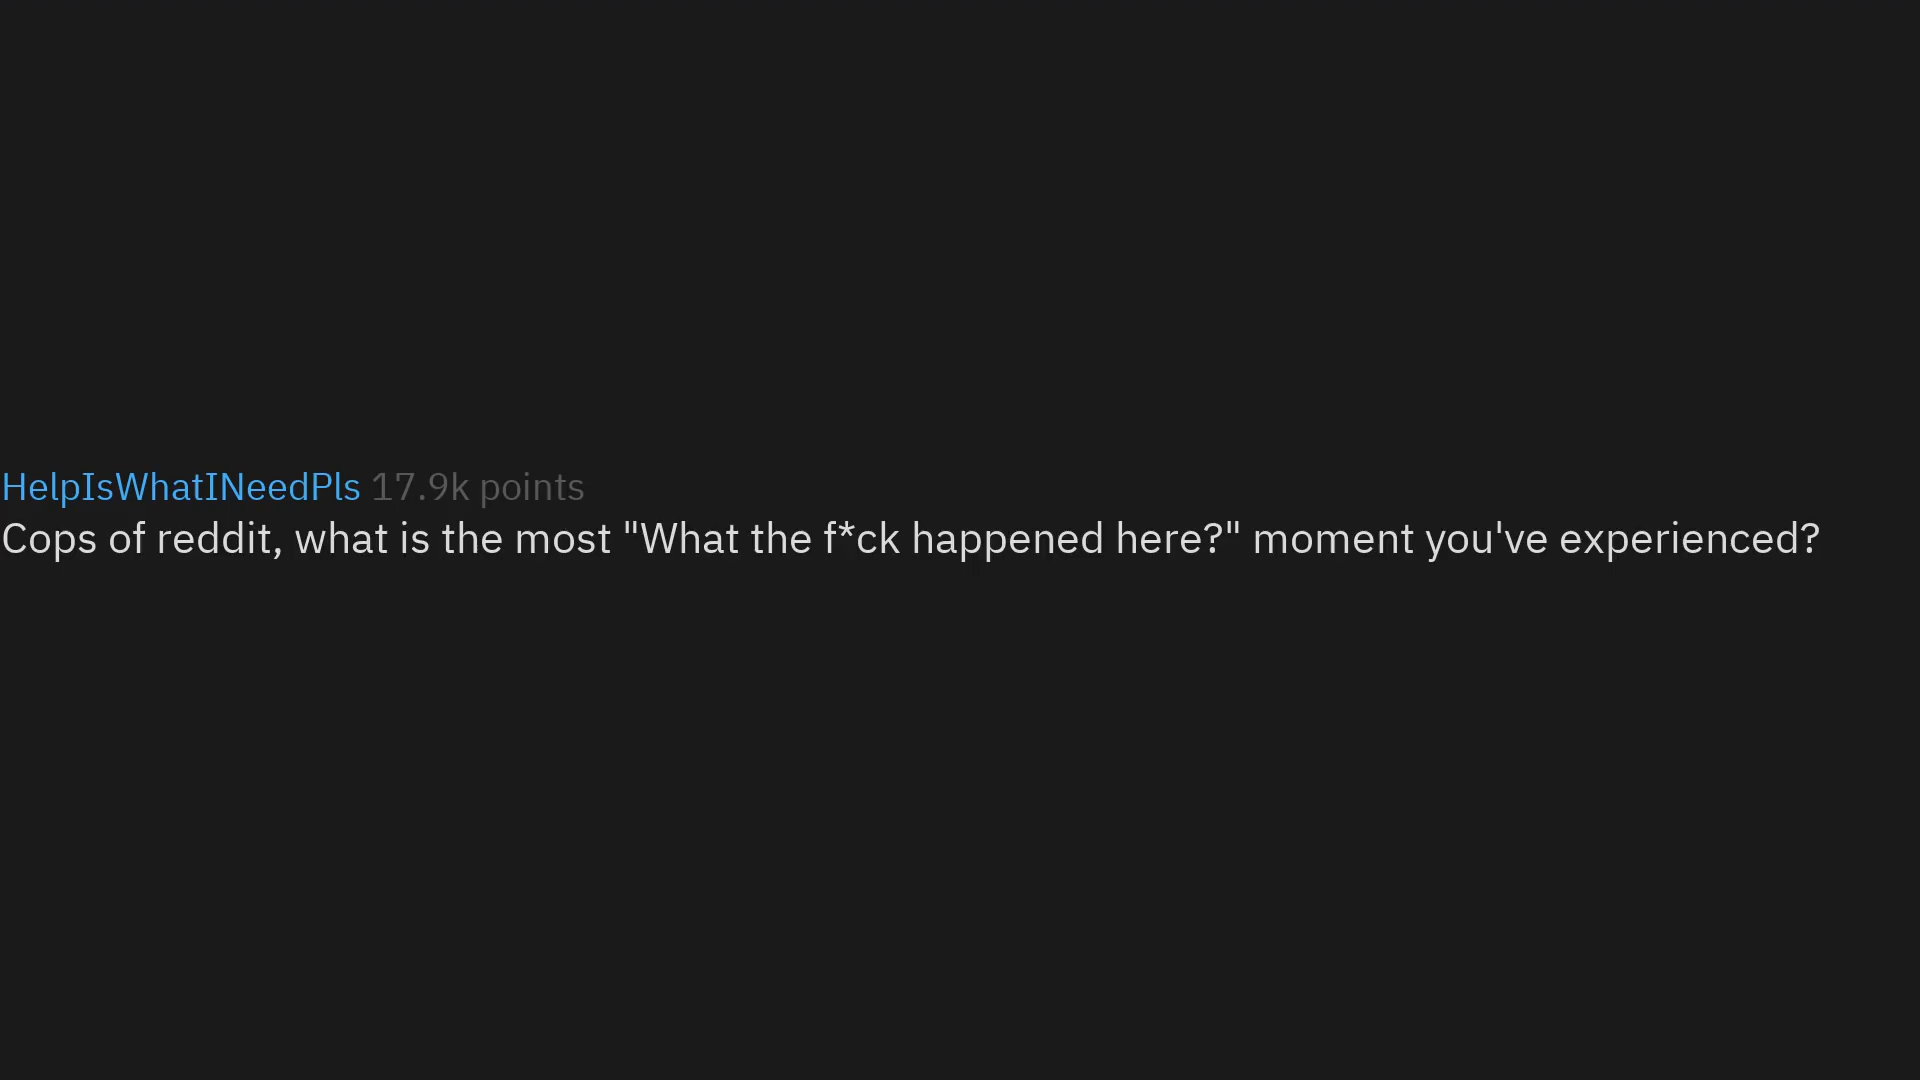 HelpIsWhatINeedPls 17.9k points
Cops of reddit, what is the most "What the f*ck happened here?" moment you've experienced?